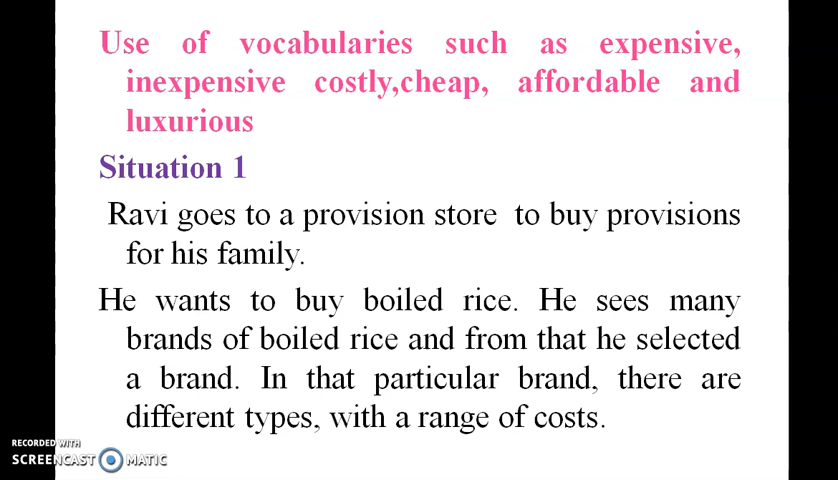 Use of vocabularies such as expensive,
inexpensive costly,cheap, affordable and
luxurious
Situation 1
Ravi goes to a provision store to buy provisions
for his family.
He wants to buy boiled rice. He sees many
brands of boiled rice and from that he selected
a brand. In that particular brand, there are
different types, with a range of costs.
RECORDED WITH
SCREENCAST MATIC